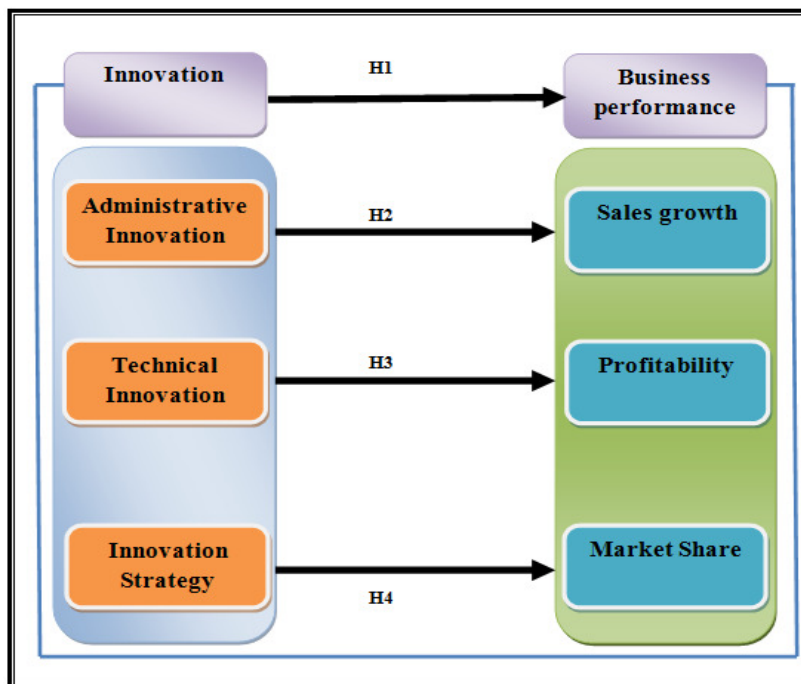 Innovation
H1
Business
performance
Administrative
Innovation
H2
Sales growth
Technical
Innovation
H3
Profitability
Innovation
Strategy
H4
Market Share